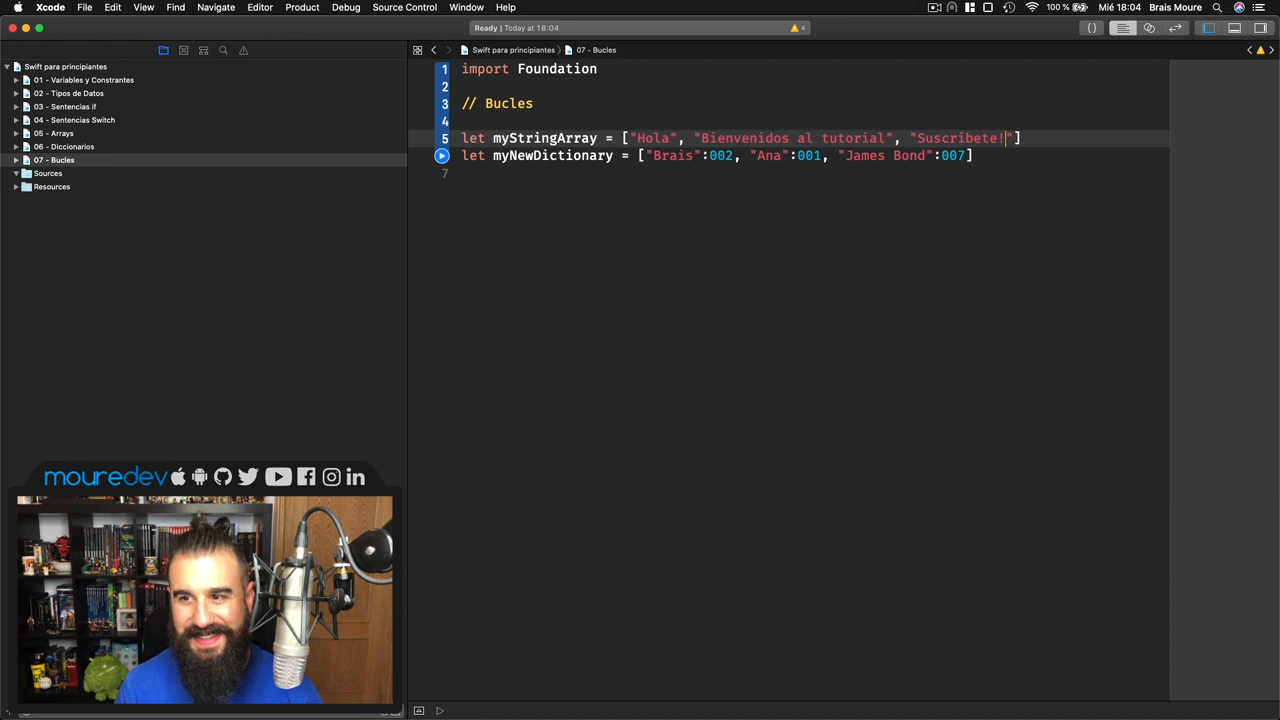 Xcode File Edit View Find Navigate Editor Product Debug Source Control Window Help 100 % Mié 18:04 Brais Moure
Ready | Today at 18:04 4
{}
Swift para principiantes
01 - Variables y Constrantes
02 - Tipos de Datos
03 - Sentencias if
04 - Sentencias Switch
05 - Arrays
06 - Diccionarios
07 - Bucles
Sources
Resources
Swift para principiantes 07 - Bucles
1 import Foundation
2
3 // Bucles
4
5 let myStringArray = ["Hola", "Bienvenidos al tutorial", "Suscríbete!"]
let myNewDictionary = ["Brais":002, "Ana":001, "James Bond":007]
7
mouredev